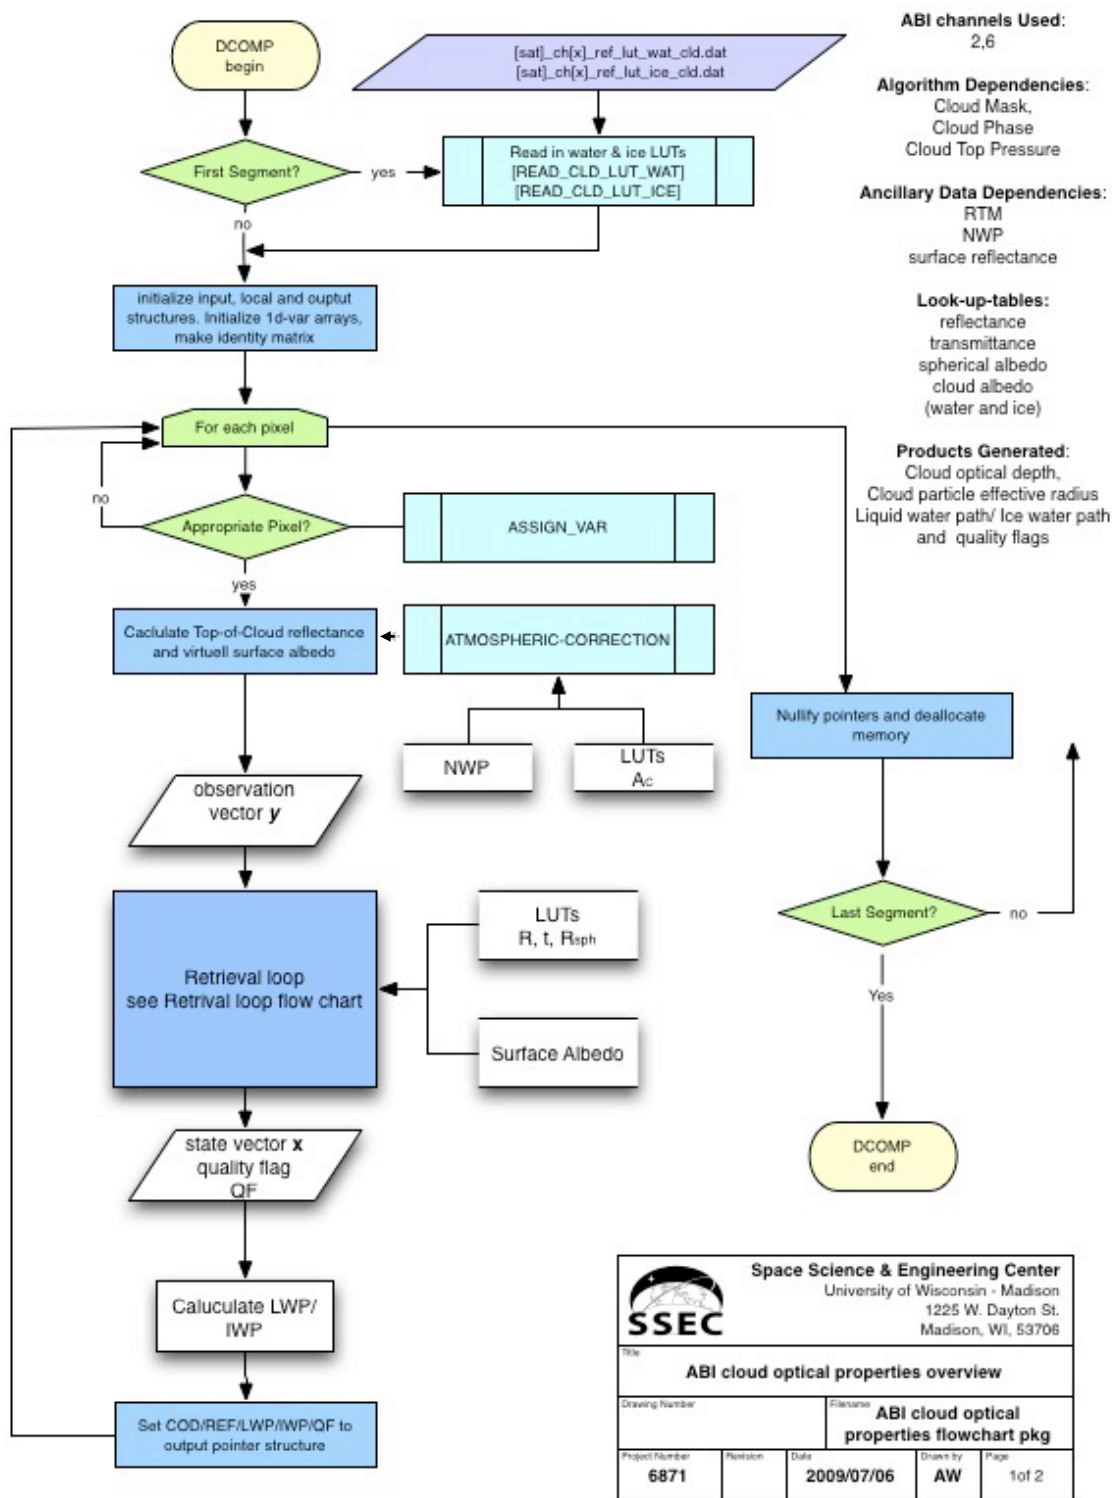 DCOMP
begin
[sat]_ch[x]_ref_lut_wat_cld.dat
[sat]_ch[x]_ref_lut_ice_cld.dat
First Segment?
yes
Read in water & ice LUTs
[READ_CLD_LUT_WAT]
[READ_CLD_LUT_ICE]
no
initialize input, local and ouptut
structures. Initialize 1d-var arrays,
make identity matrix
For each pixel
no
Appropriate Pixel?
ASSIGN_VAR
yes
Caclulate Top-of-Cloud reflectance
and virtuell surface albedo
ATMOSPHERIC-CORRECTION
NWP
LUTs
Ac
observation
vector y
Retrieval loop
see Retrival loop flow chart
LUTs
R, t, Rsph
Surface Albedo
state vector x
quality flag
QF
Caluculate LWP/
IWP
Set COD/REF/LWP/IWP/QF to
output pointer structure
Nullify pointers and deallocate
memory
Last Segment?
no
Yes
DCOMP
end
ABI channels Used:
2,6
Algorithm Dependencies:
Cloud Mask,
Cloud Phase
Cloud Top Pressure
Ancillary Data Dependencies:
RTM
NWP
surface reflectance
Look-up-tables:
reflectance
transmittance
spherical albedo
cloud albedo
(water and ice)
Products Generated:
Cloud optical depth,
Cloud particle effective radius
Liquid water path/ Ice water path
and quality flags
SSEC
Space Science & Engineering Center
University of Wisconsin - Madison
1225 W. Dayton St.
Madison, WI, 53706
Title
ABI cloud optical properties overview
Drawing Number
Filename
ABI cloud optical
properties flowchart pkg
Project Number
6871
Revision
Date
2009/07/06
Drawn by
AW
Page
1of 2